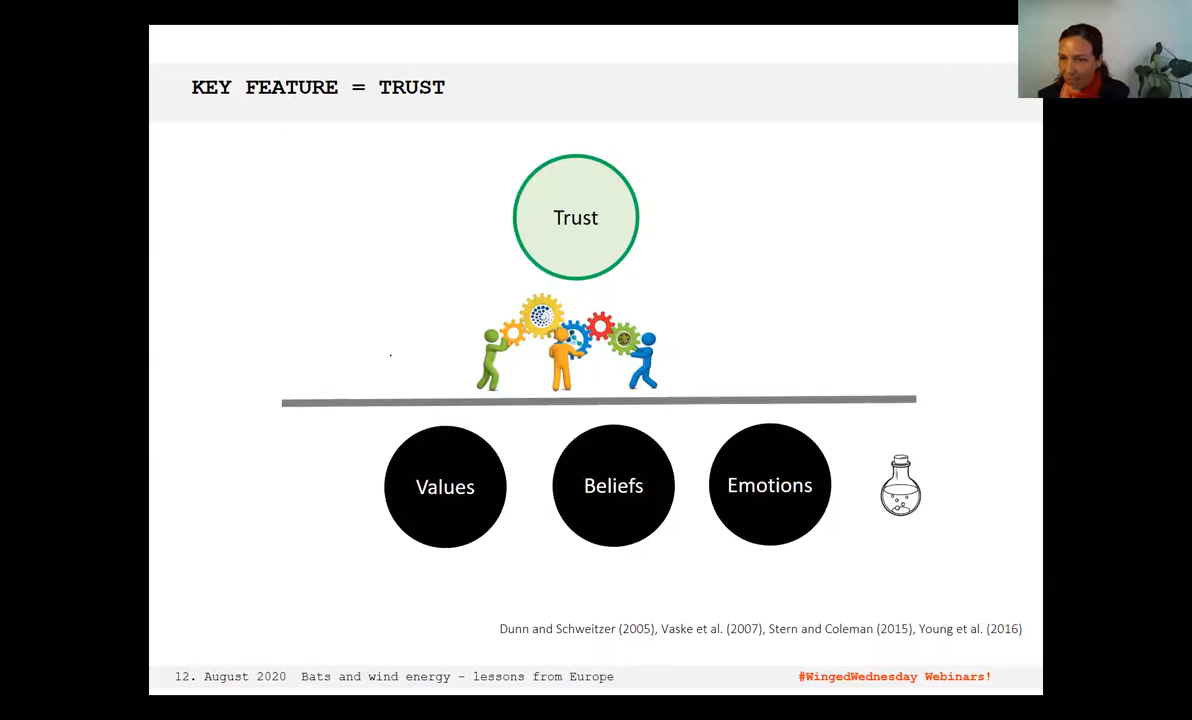 KEY FEATURE = TRUST
Trust
Values
Beliefs
Emotions
Dunn and Schweitzer (2005), Vaske et al. (2007), Stern and Coleman (2015), Young et al. (2016)
12. August 2020 Bats and wind energy – lessons from Europe
#WingedWednesday Webinars!